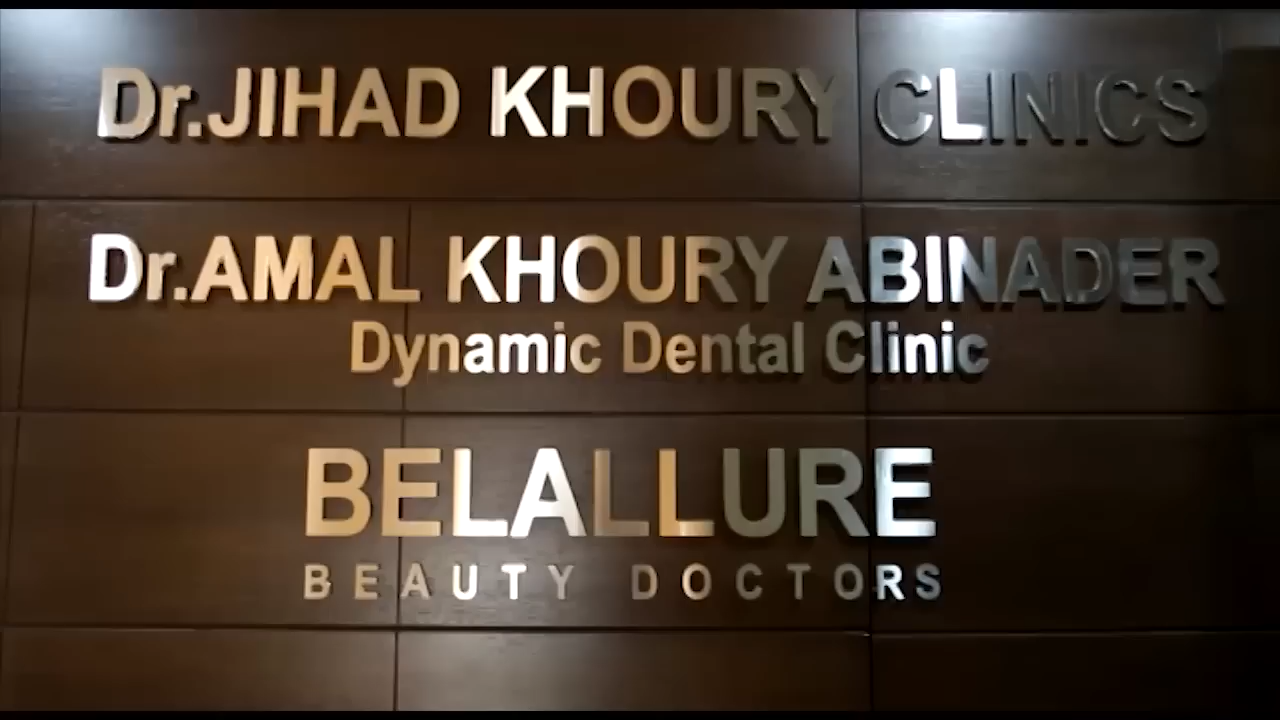 Dr.JIHAD KHOURY CLINICS
Dr.AMAL KHOURY ABINADER
Dynamic Dental Clinic
BELALLURE
BEAUTY DOCTORS